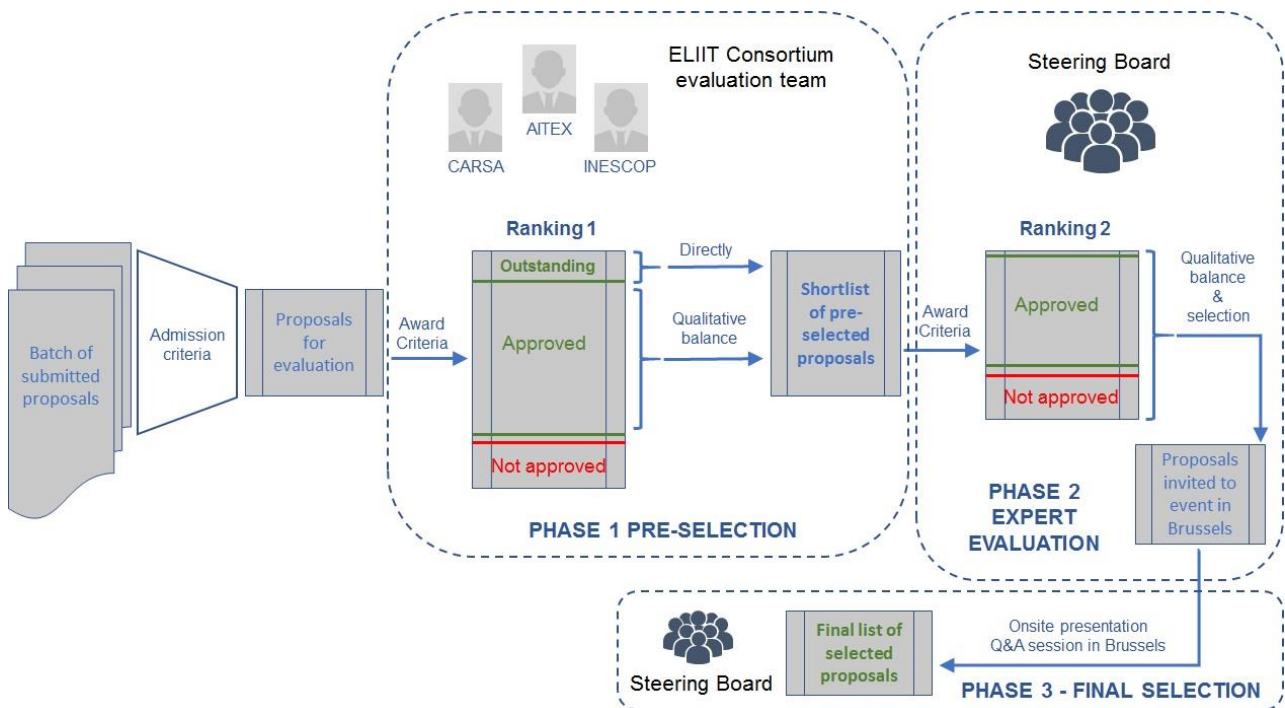 ELIIT Consortium
evaluation team
AITEX
CARSA
INESCOP
Steering Board
Batch of
submitted
proposals
Admission
criteria
Proposals
for
evaluation
Award
Criteria
Ranking 1
Outstanding
Approved
Not approved
Directly
Qualitative
balance
Shortlist
of pre-
selected
proposals
PHASE 1 PRE-SELECTION
Award
Criteria
Ranking 2
Approved
Not approved
Qualitative
balance
&
selection
Proposals
invited to
event in
Brussels
PHASE 2
EXPERT
EVALUATION
Onsite presentation
Q&A session in Brussels
Final list of
selected
proposals
Steering Board
PHASE 3 - FINAL SELECTION